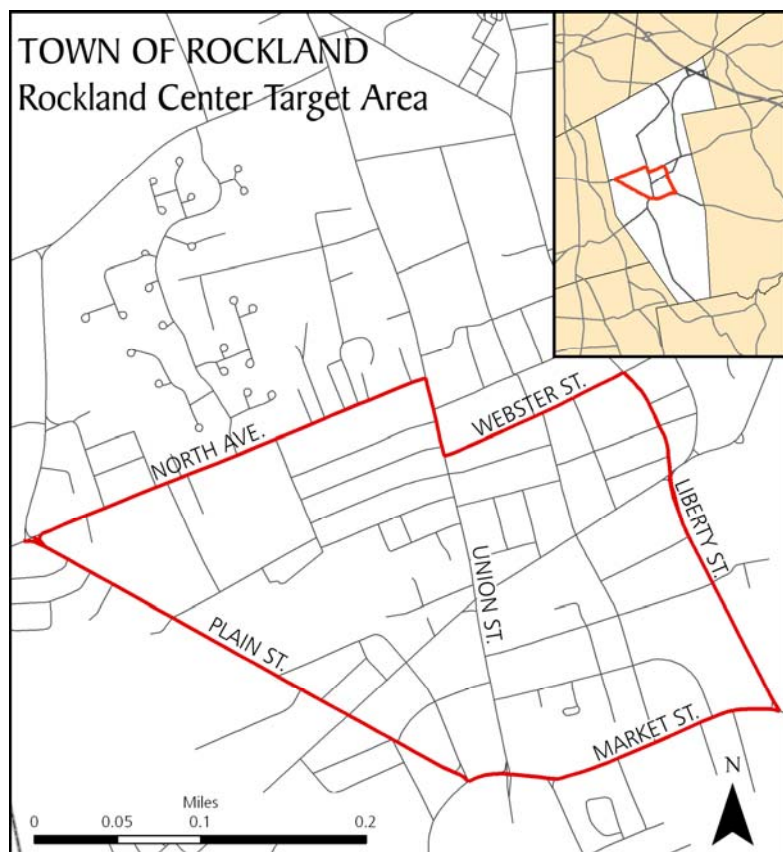 TOWN OF ROCKLAND
Rockland Center Target Area
NORTH AVE.
WEBSTER ST.
LIBERTY ST.
UNION ST.
PLAIN ST.
MARKET ST.
N
Miles
0 0.05 0.1 0.2